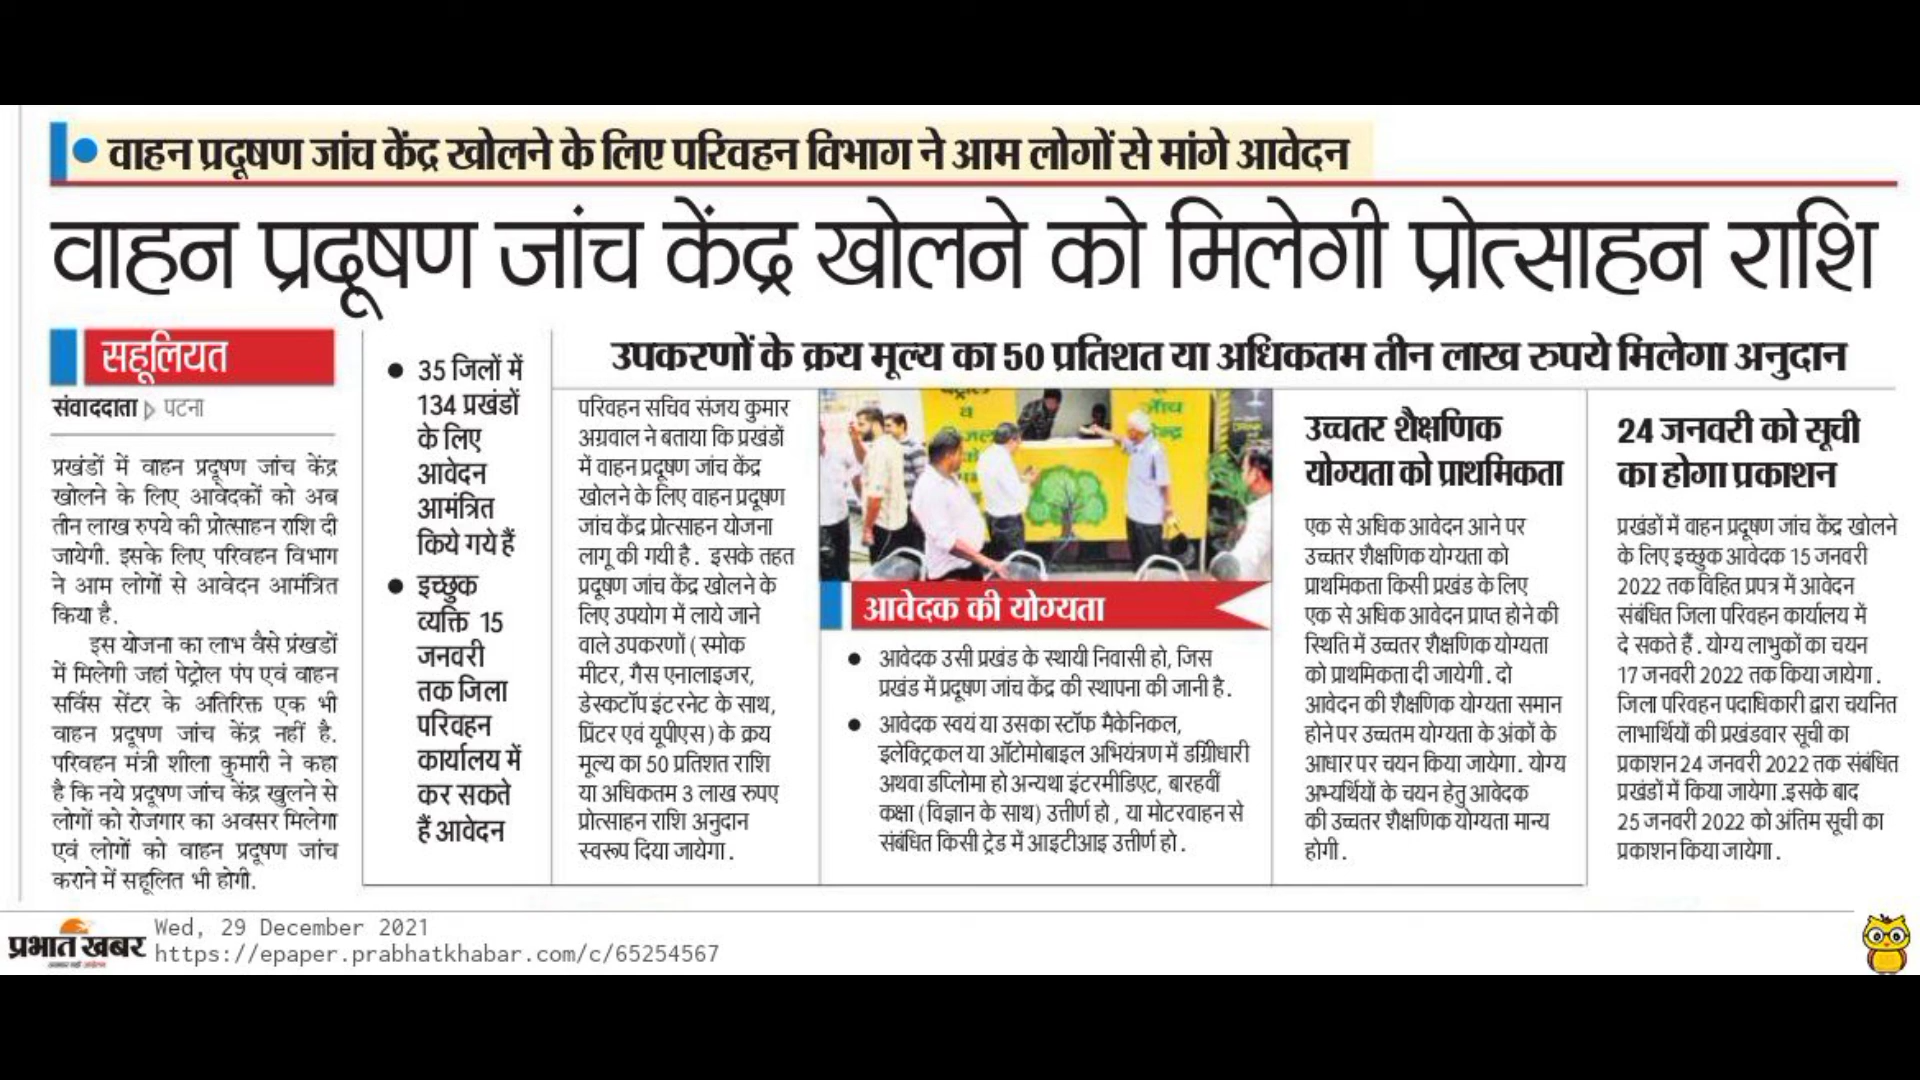 • वाहन प्रदूषण जांच केंद्र खोलने के लिए परिवहन विभाग ने आम लोगों से मांगे आवेदन
वाहन प्रदूषण जांच केंद्र खोलने को मिलेगी प्रोत्साहन राशि
सहूलियत
संवाददाता ▷ पटना
प्रखंडों में वाहन प्रदूषण जांच केंद्र
खोलने के लिए आवेदकों को अब
तीन लाख रुपये की प्रोत्साहन राशि दी
जायेगी. इसके लिए परिवहन विभाग
ने आम लोगों से आवेदन आमंत्रित
किया है.
इस योजना का लाभ वैसे प्रंखडों
में मिलेगी जहां पेट्रोल पंप एवं वाहन
सर्विस सेंटर के अतिरिक्त एक भी
वाहन प्रदूषण जांच केंद्र नहीं है.
परिवहन मंत्री शीला कुमारी ने कहा
है कि नये प्रदूषण जांच केंद्र खुलने से
लोगों को रोजगार का अवसर मिलेगा
एवं लोगों को वाहन प्रदूषण जांच
कराने में सहूलित भी होगी.
• 35 जिलों में
134 प्रखंडों
के लिए
आवेदन
आमंत्रित
किये गये हैं
• इच्छुक
व्यक्ति 15
जनवरी
तक जिला
परिवहन
कार्यालय में
कर सकते
हैं आवेदन
उपकरणों के क्रय मूल्य का 50 प्रतिशत या अधिकतम तीन लाख रुपये मिलेगा अनुदान
परिवहन सचिव संजय कुमार
अग्रवाल ने बताया कि प्रखंडों
में वाहन प्रदूषण जांच केंद्र
खोलने के लिए वाहन प्रदूषण
जांच केंद्र प्रोत्साहन योजना
लागू की गयी है. इसके तहत
प्रदूषण जांच केंद्र खोलने के
लिए उपयोग में लाये जाने
वाले उपकरणों ( स्मोक
मीटर, गैस एनालाइजर,
डेस्कटॉप इंटरनेट के साथ,
प्रिंटर एवं यूपीएस) के क्रय
मूल्य का 50 प्रतिशत राशि
या अधिकतम 3 लाख रुपए
प्रोत्साहन राशि अनुदान
स्वरूप दिया जायेगा.
व
आवेदक की योग्यता
• आवेदक उसी प्रखंड के स्थायी निवासी हो, जिस
प्रखंड में प्रदूषण जांच केंद्र की स्थापना की जानी है.
• आवेदक स्वयं या उसका स्टॉफ मैकेनिकल,
इलेक्ट्रिकल या ऑटोमोबाइल अभियंत्रण में डिग्रीधारी
अथवा डिप्लोमा हो अन्यथा इंटरमीडिएट, बारहवीं
कक्षा (विज्ञान के साथ) उत्तीर्ण हो , या मोटरवाहन से
संबंधित किसी ट्रेड में आइटीआइ उत्तीर्ण हो.
उच्चतर शैक्षणिक
योग्यता को प्राथमिकता
एक से अधिक आवेदन आने पर
उच्चतर शैक्षणिक योग्यता को
प्राथमिकता किसी प्रखंड के लिए
एक से अधिक आवेदन प्राप्त होने की
स्थिति में उच्चतर शैक्षणिक योग्यता
को प्राथमिकता दी जायेगी. दो
आवेदन की शैक्षणिक योग्यता समान
होने पर उच्चतम योग्यता के अंकों के
आधार पर चयन किया जायेगा. योग्य
अभ्यर्थियों के चयन हेतु आवेदक
की उच्चतर शैक्षणिक योग्यता मान्य
होगी.
24 जनवरी को सूची
का होगा प्रकाशन
प्रखंडों में वाहन प्रदूषण जांच केंद्र खोलने
के लिए इच्छुक आवेदक 15 जनवरी
2022 तक विहित प्रपत्र में आवेदन
संबंधित जिला परिवहन कार्यालय में
दे सकते हैं. योग्य लाभुकों का चयन
17 जनवरी 2022 तक किया जायेगा.
जिला परिवहन पदाधिकारी द्वारा चयनित
लाभार्थियों की प्रखंडवार सूची का
प्रकाशन 24 जनवरी 2022 तक संबंधित
प्रखंडों में किया जायेगा .इसके बाद
25 जनवरी 2022 को अंतिम सूची का
प्रकाशन किया जायेगा.
प्रभात खबर
Wed, 29 December 2021
https://epaper.prabhatkhabar.com/c/65254567